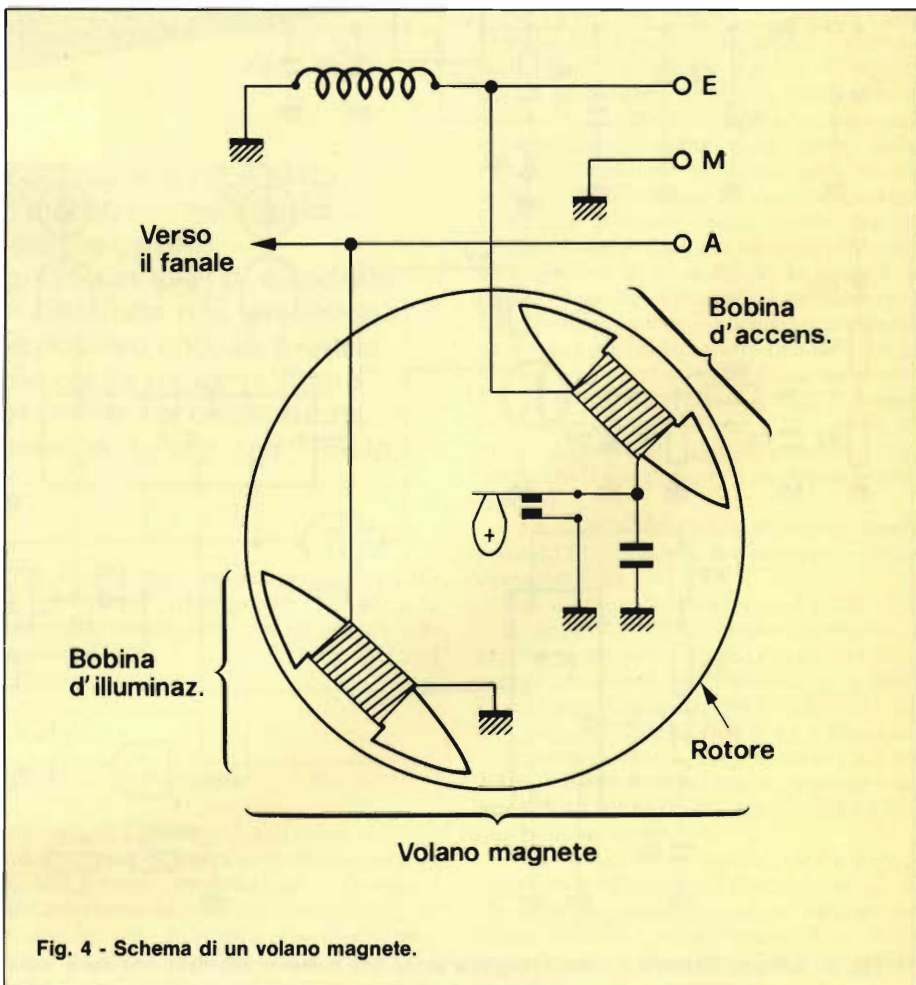 E
M
A
Verso
il fanale
Bobina
d'accens.
+
Bobina
d'illuminaz.
Rotore
Volano magnete
Fig. 4 - Schema di un volano magnete.